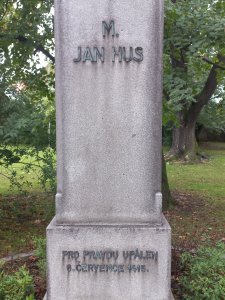 M.
JAN HUS
PRO PRAVDU UPÁLEN
6. ČERVENCE 1415.